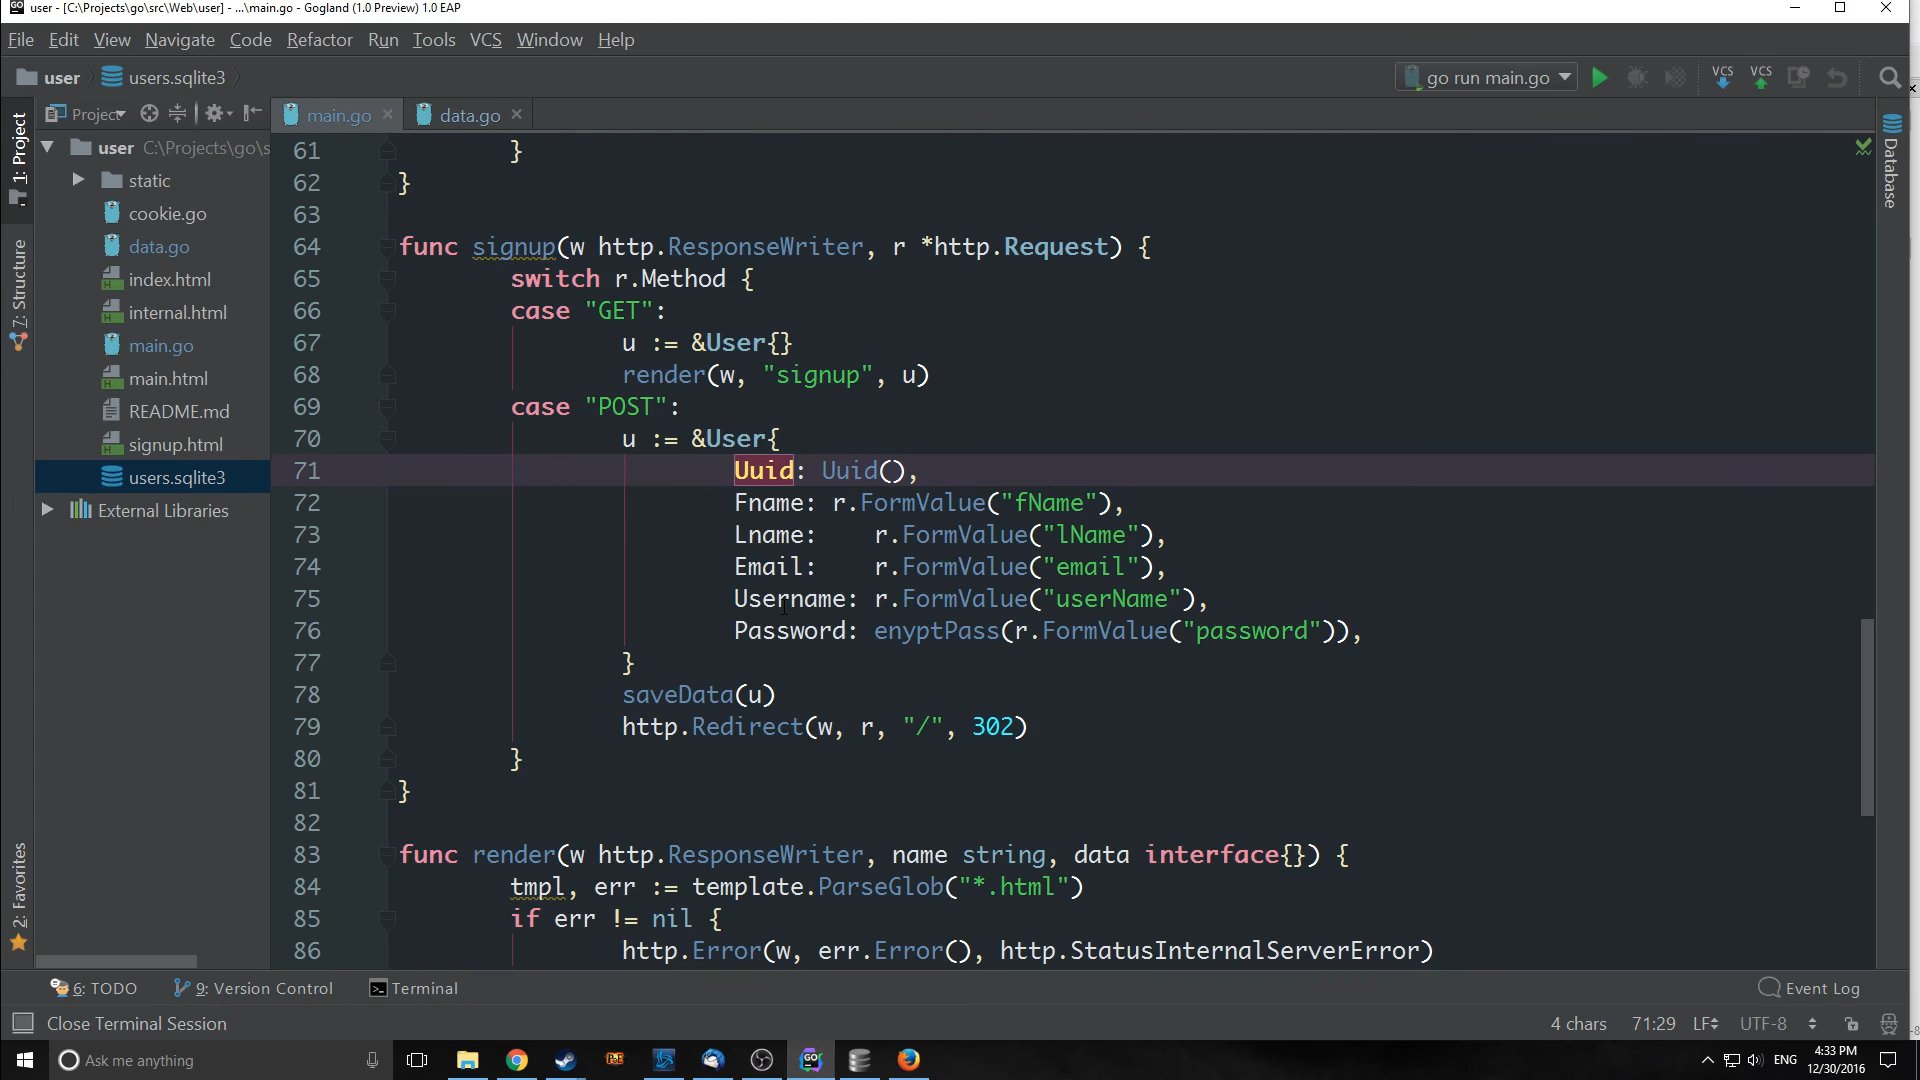 user - [C:\Projects\go\src\Web\user] - ...\main.go - Gogland (1.0 Preview) 1.0 EAP
File Edit View Navigate Code Refactor Run Tools VCS Window Help
user users.sqlite3 go run main.go VCS VCS
Project main.go data.go
1: Project
7: Structure
2: Favorites
Database
user C:\Projects\go\s
static
cookie.go
data.go
index.html
internal.html
main.go
main.html
README.md
signup.html
users.sqlite3
External Libraries
61 }
62 }
63
64 func signup(w http.ResponseWriter, r *http.Request) {
65 switch r.Method {
66 case "GET":
67 u := &User{}
68 render(w, "signup", u)
69 case "POST":
70 u := &User{
71 Uuid: Uuid(),
72 Fname: r.FormValue("fName"),
73 Lname: r.FormValue("lName"),
74 Email: r.FormValue("email"),
75 Username: r.FormValue("userName"),
76 Password: enyptPass(r.FormValue("password")),
77 }
78 saveData(u)
79 http.Redirect(w, r, "/", 302)
80 }
81 }
82
83 func render(w http.ResponseWriter, name string, data interface{}) {
84 tmpl, err := template.ParseGlob("*.html")
85 if err != nil {
86 http.Error(w, err.Error(), http.StatusInternalServerError)
6: TODO 9: Version Control Terminal Event Log
Close Terminal Session 4 chars 71:29 LF UTF-8
Ask me anything ENG 4:33 PM
12/30/2016